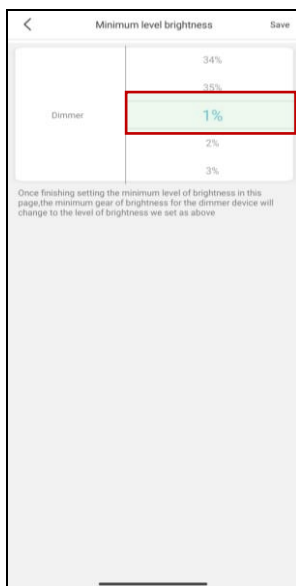 Minimum level brightness Save
34%
35%
Dimmer 1%
2%
3%
Once finishing setting the minimum level of brightness in this
page,the minimum gear of brightness for the dimmer device will
change to the level of brightness we set as above